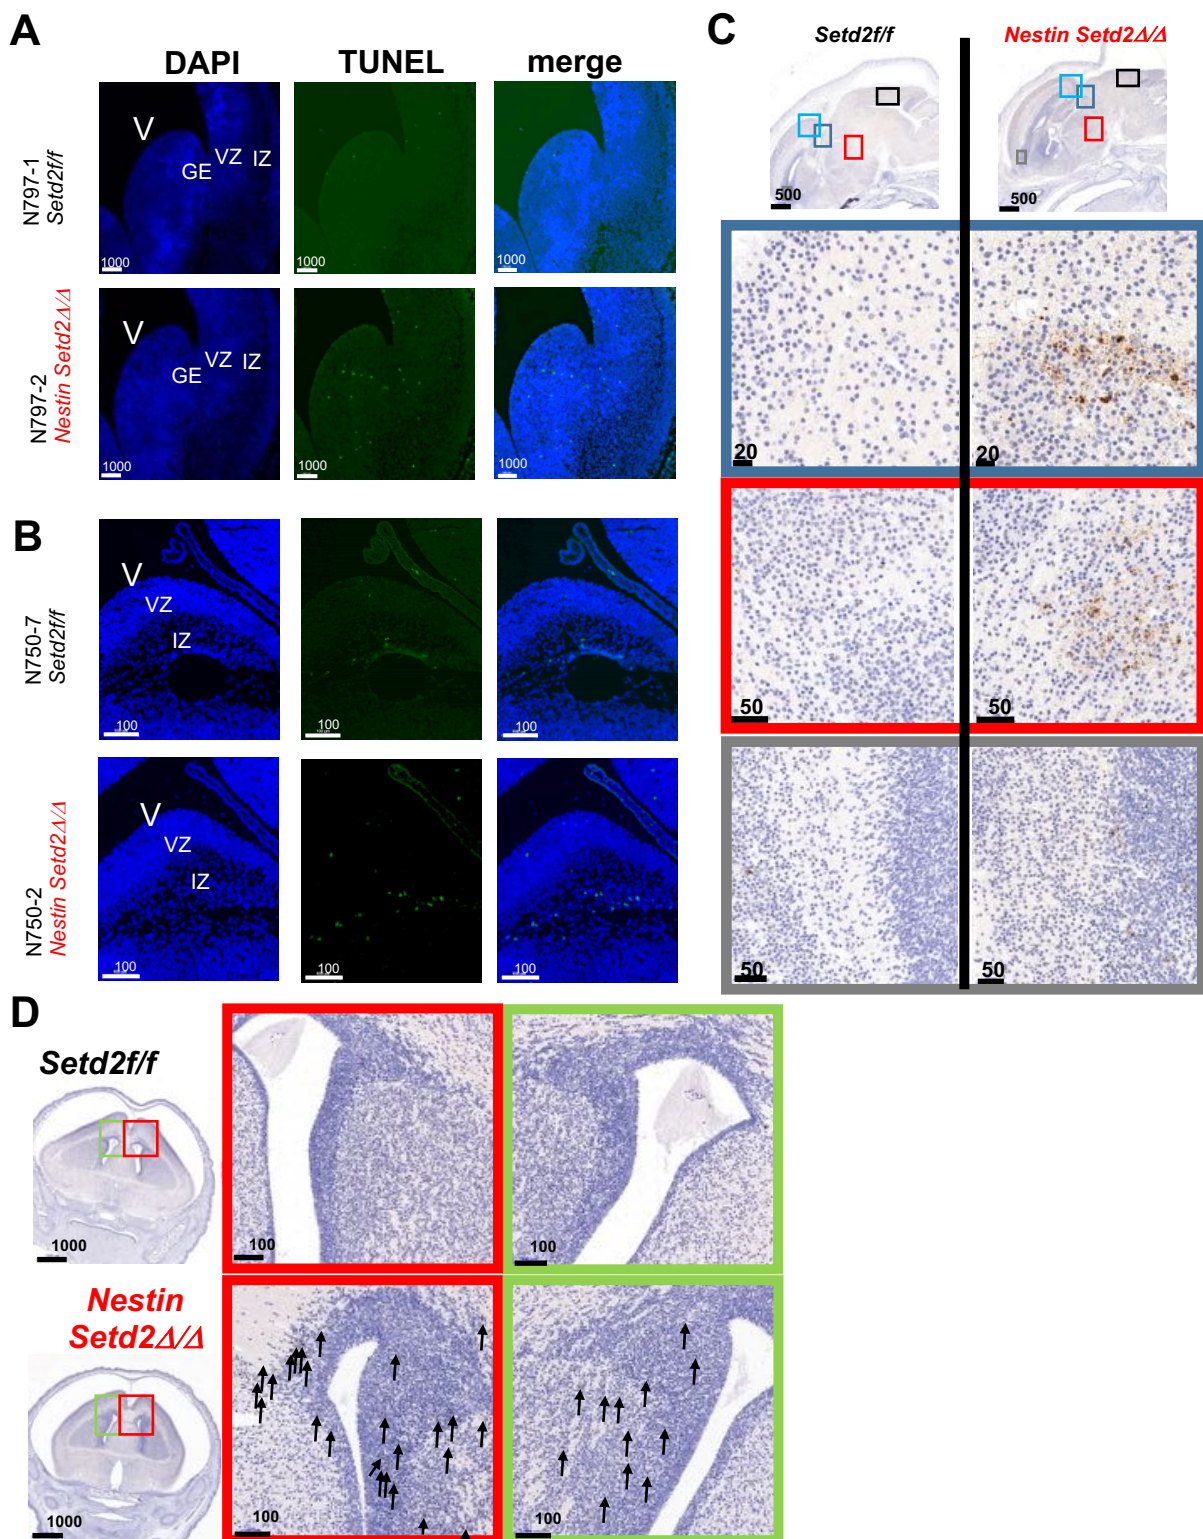 A
DAPI
TUNEL
merge
N797-1
Setd2f/f
V
GE
VZ
IZ
1000
1000
1000
N797-2
Nestin Setd2Δ/Δ
V
GE
VZ
IZ
1000
1000
1000
B
N750-7
Setd2f/f
V
VZ
IZ
100
100
100
N750-2
Nestin Setd2Δ/Δ
V
VZ
IZ
100
100
100
C
Setd2f/f
Nestin Setd2Δ/Δ
500
500
20
20
50
50
50
50
D
Setd2f/f
1000
100
100
Nestin
Setd2Δ/Δ
1000
100
100